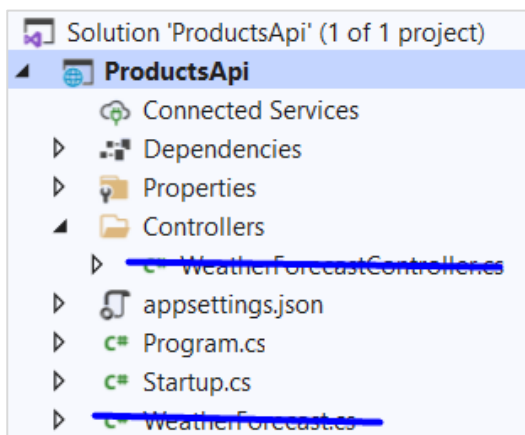 Solution 'ProductsApi' (1 of 1 project)
ProductsApi
Connected Services
Dependencies
Properties
Controllers
C# WeatherForecastController.cs
appsettings.json
C# Program.cs
C# Startup.cs
C# WeatherForecast.cs